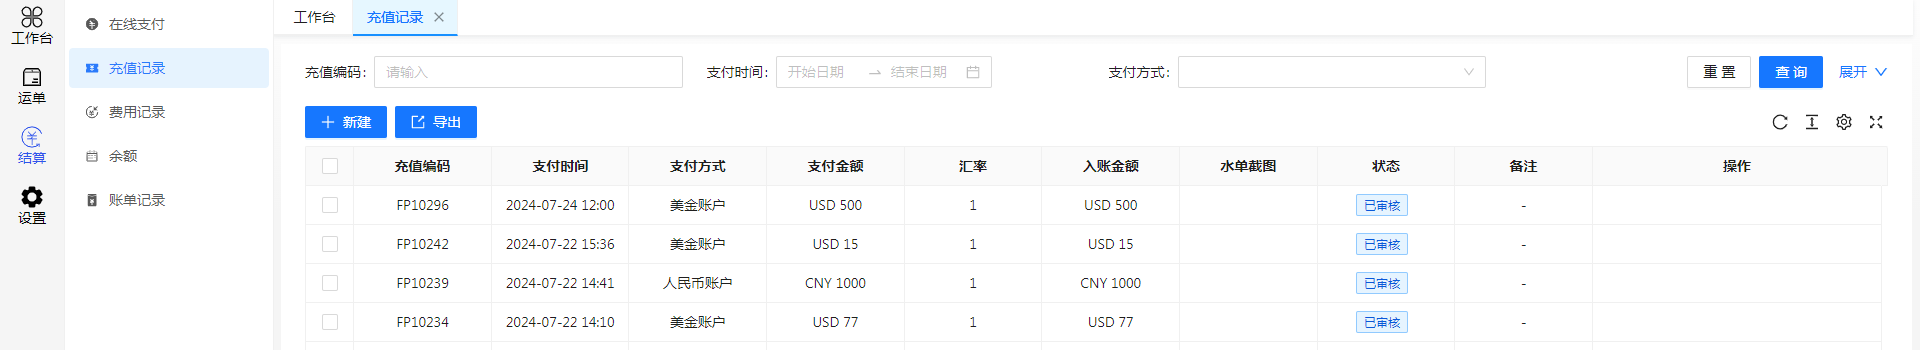 工作台
运单
结算
设置
在线支付
充值记录
费用记录
余额
账单记录
工作台 充值记录
充值编码: 请输入 支付时间: 开始日期 结束日期 支付方式: 重 置 查 询 展开
新建 导出
充值编码 支付时间 支付方式 支付金额 汇率 入账金额 水单截图 状态 备注 操作
FP10296 2024-07-24 12:00 美金账户 USD 500 1 USD 500 已审核 -
FP10242 2024-07-22 15:36 美金账户 USD 15 1 USD 15 已审核 -
FP10239 2024-07-22 14:41 人民币账户 CNY 1000 1 CNY 1000 已审核 -
FP10234 2024-07-22 14:10 美金账户 USD 77 1 USD 77 已审核 -